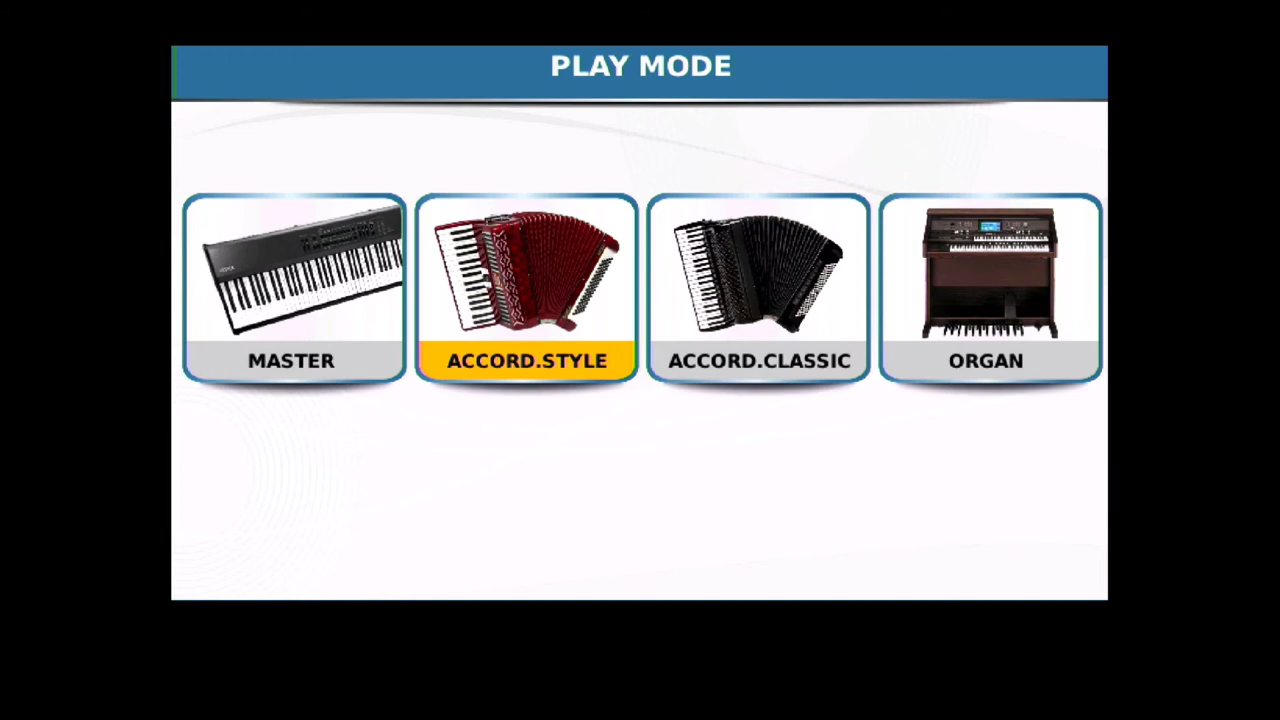 PLAY MODE
MASTER
ACCORD.STYLE
ACCORD.CLASSIC
ORGAN